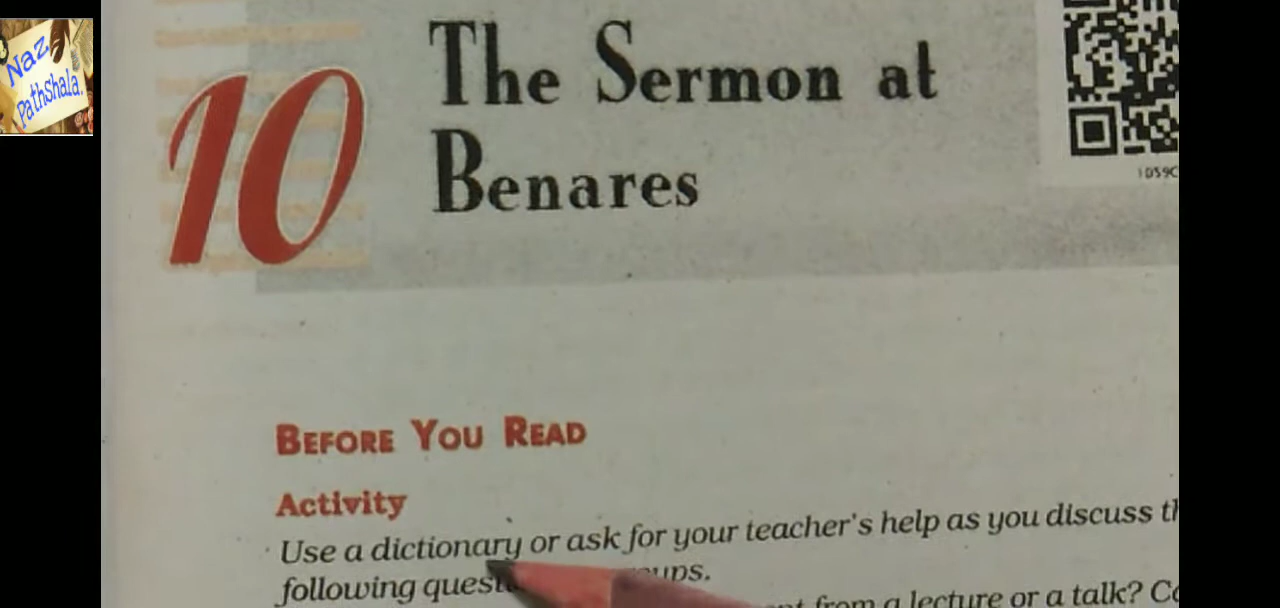 Naz
PathShala.
10
The Sermon at
Benares
1059C
BEFORE YOU READ
Activity
Use a dictionary or ask for your teacher's help as you discuss
following
from a lecture or a talk?